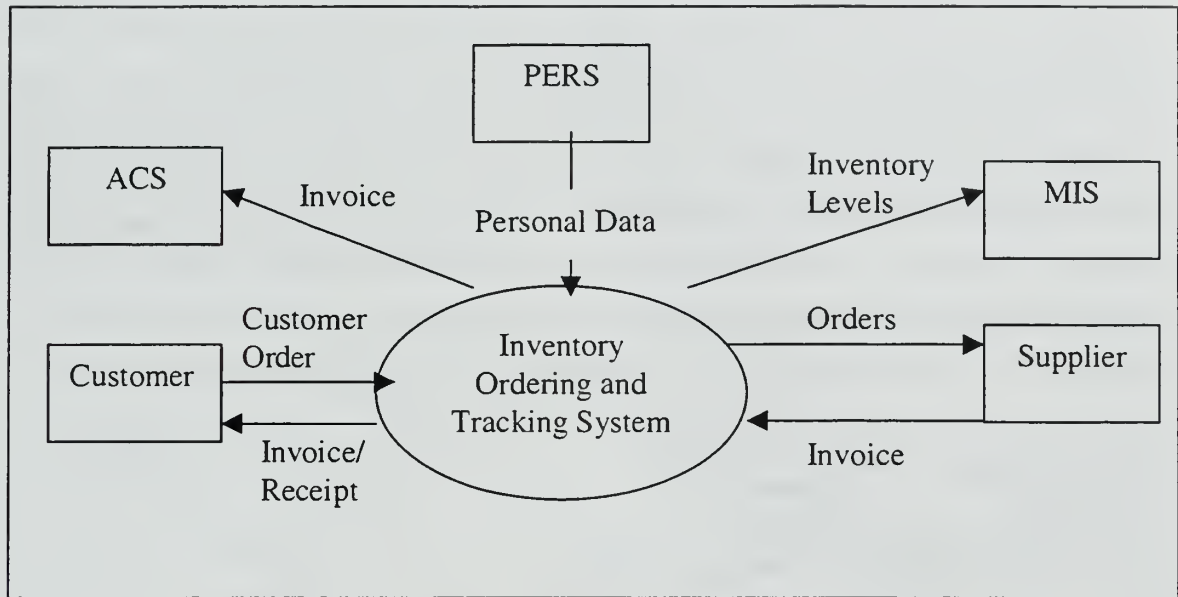 PERS
ACS
Invoice
Inventory
Levels
MIS
Personal Data
Customer
Order
Orders
Customer
Inventory
Ordering and
Tracking System
Supplier
Invoice/
Receipt
Invoice